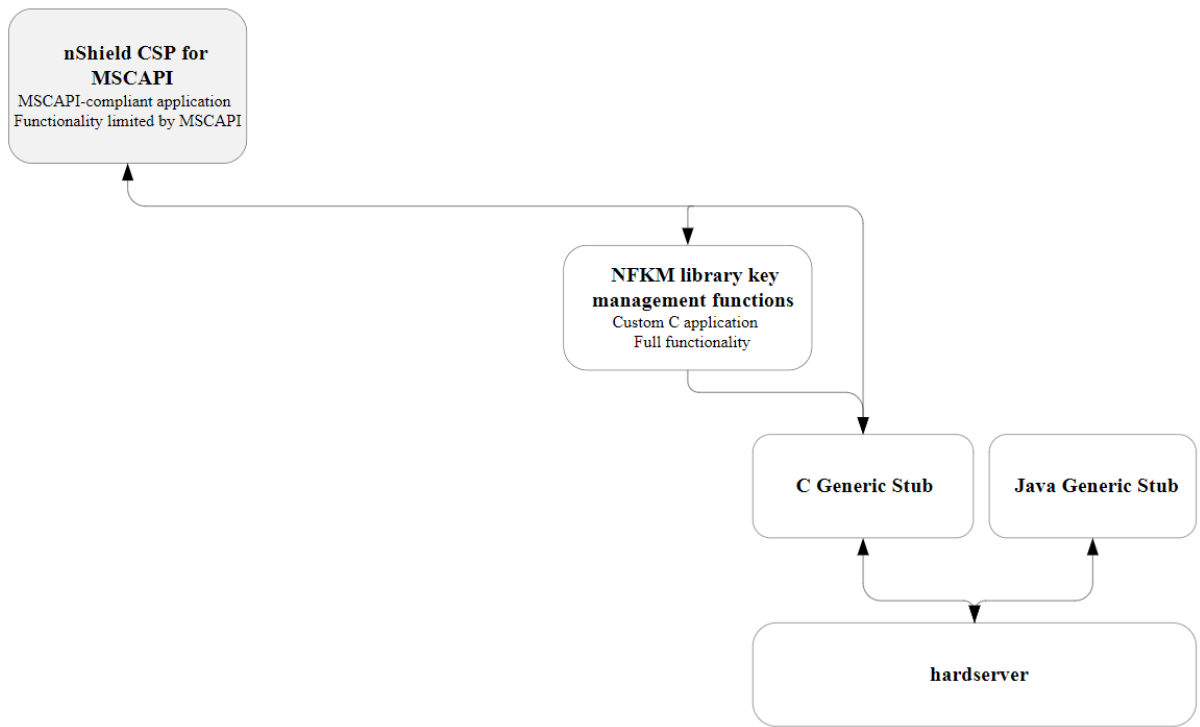 nShield CSP for
MSCAPI
MSCAPI-compliant application
Functionality limited by MSCAPI
NFKM library key
management functions
Custom C application
Full functionality
C Generic Stub
Java Generic Stub
hardserver